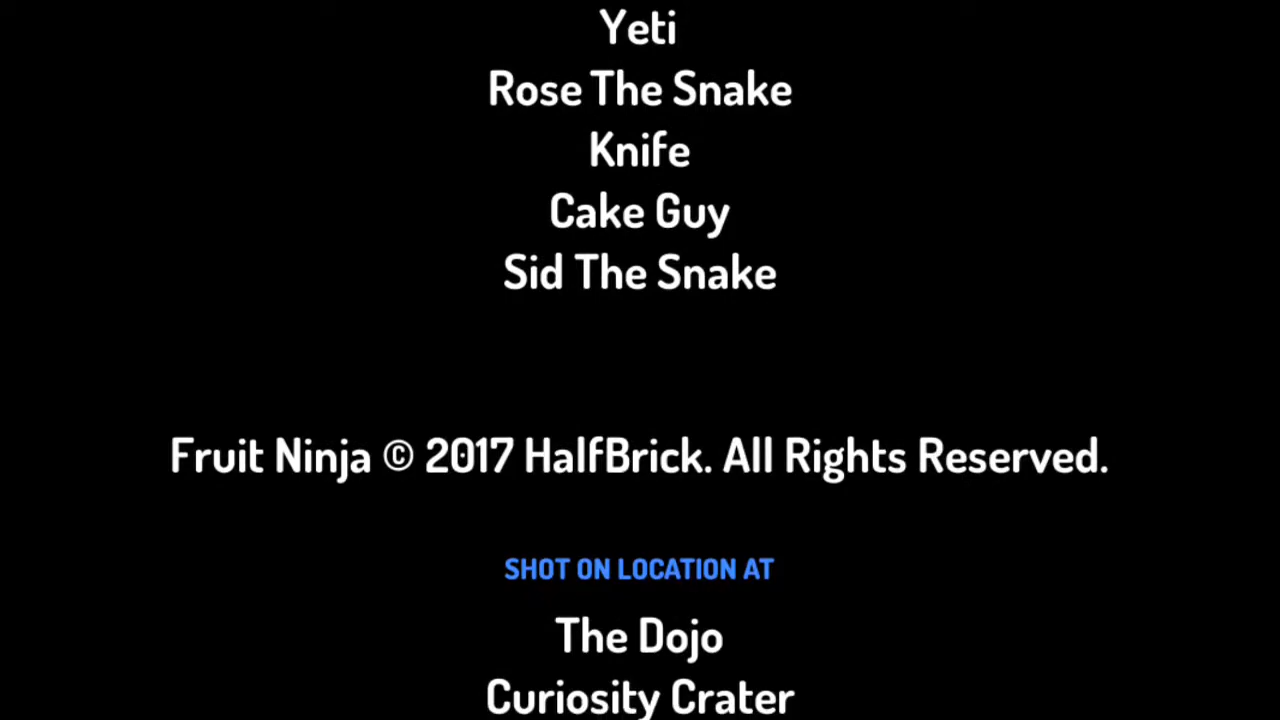 Yeti
Rose The Snake
Knife
Cake Guy
Sid The Snake
Fruit Ninja © 2017 HalfBrick. All Rights Reserved.
SHOT ON LOCATION AT
The Dojo
Curiosity Crater